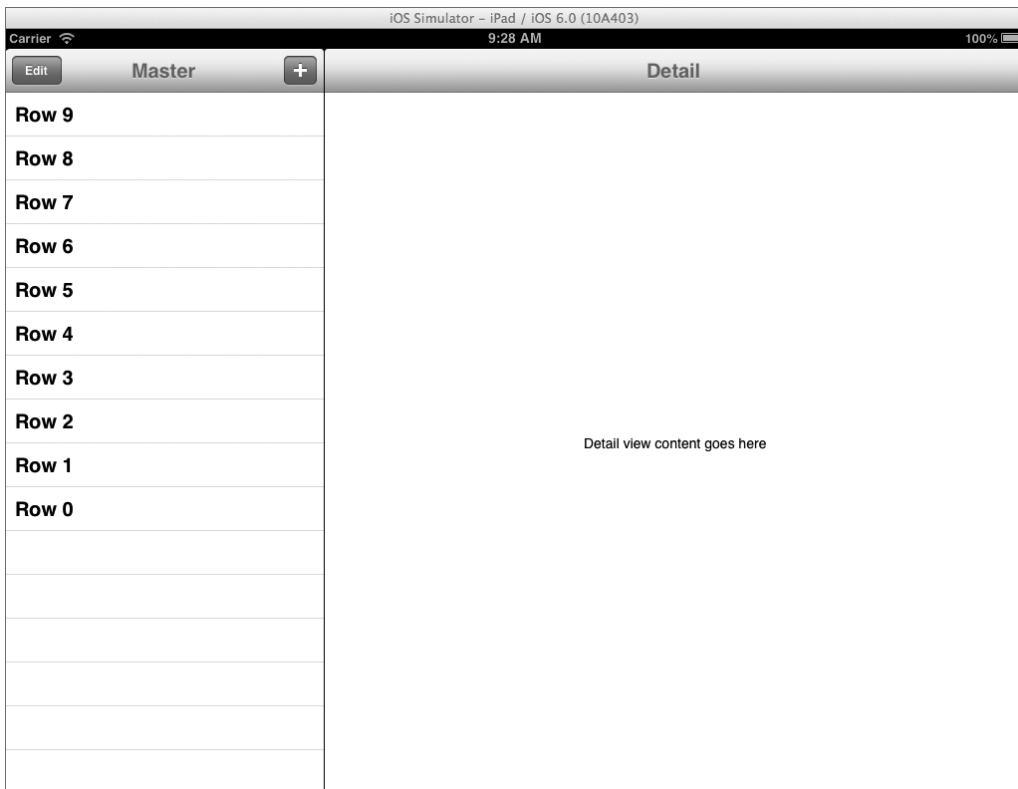 iOS Simulator – iPad / iOS 6.0 (10A403)
Carrier 9:28 AM 100%
Edit Master + Detail
Row 9
Row 8
Row 7
Row 6
Row 5
Row 4
Row 3
Row 2
Detail view content goes here
Row 1
Row 0